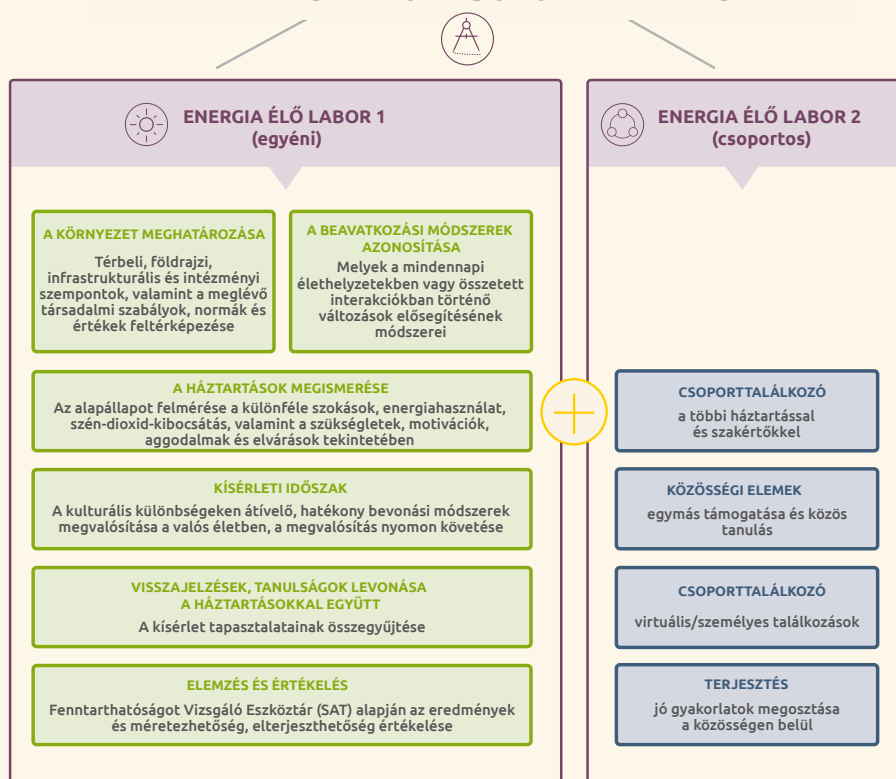 ENERGIA ÉLŐ LABOR 1
(egyéni)
A KÖRNYEZET MEGHATÁROZÁSA
Térbeli, földrajzi,
infrastrukturális és intézményi
szempontok, valamint a meglévő
társadalmi szabályok, normák és
értékek feltérképezése
A BEAVATKOZÁSI MÓDSZEREK
AZONOSÍTÁSA
Melyek a mindennapi
élethelyzetekben vagy összetett
interakciókban történő
változások elősegítésének
módszerei
A HÁZTARTÁSOK MEGISMERÉSE
Az alapállapot felmérése a különféle szokások, energiahasználat,
szén-dioxid-kibocsátás, valamint a szükségletek, motivációk,
aggodalmak és elvárások tekintetében
KÍSÉRLETI IDŐSZAK
A kulturális különbségeken átívelő, hatékony bevonási módszerek
megvalósítása a valós életben, a megvalósítás nyomon követése
VISSZAJELZÉSEK, TANULSÁGOK LEVONÁSA
A HÁZTARTÁSOKKAL EGYÜTT
A kísérlet tapasztalatainak összegyűjtése
ELEMZÉS ÉS ÉRTÉKELÉS
Fenntarthatóságot Vizsgáló Eszköztár (SAT) alapján az eredmények
és méretezhetőség, elterjeszthetőség értékelése
ENERGIA ÉLŐ LABOR 2
(csoportos)
CSOPORTTALÁLKOZÓ
a többi háztartással
és szakértőkkel
KÖZÖSSÉGI ELEMEK
egymás támogatása és közös
tanulás
CSOPORTTALÁLKOZÓ
virtuális/személyes találkozások
TERJESZTÉS
jó gyakorlatok megosztása
a közösségen belül